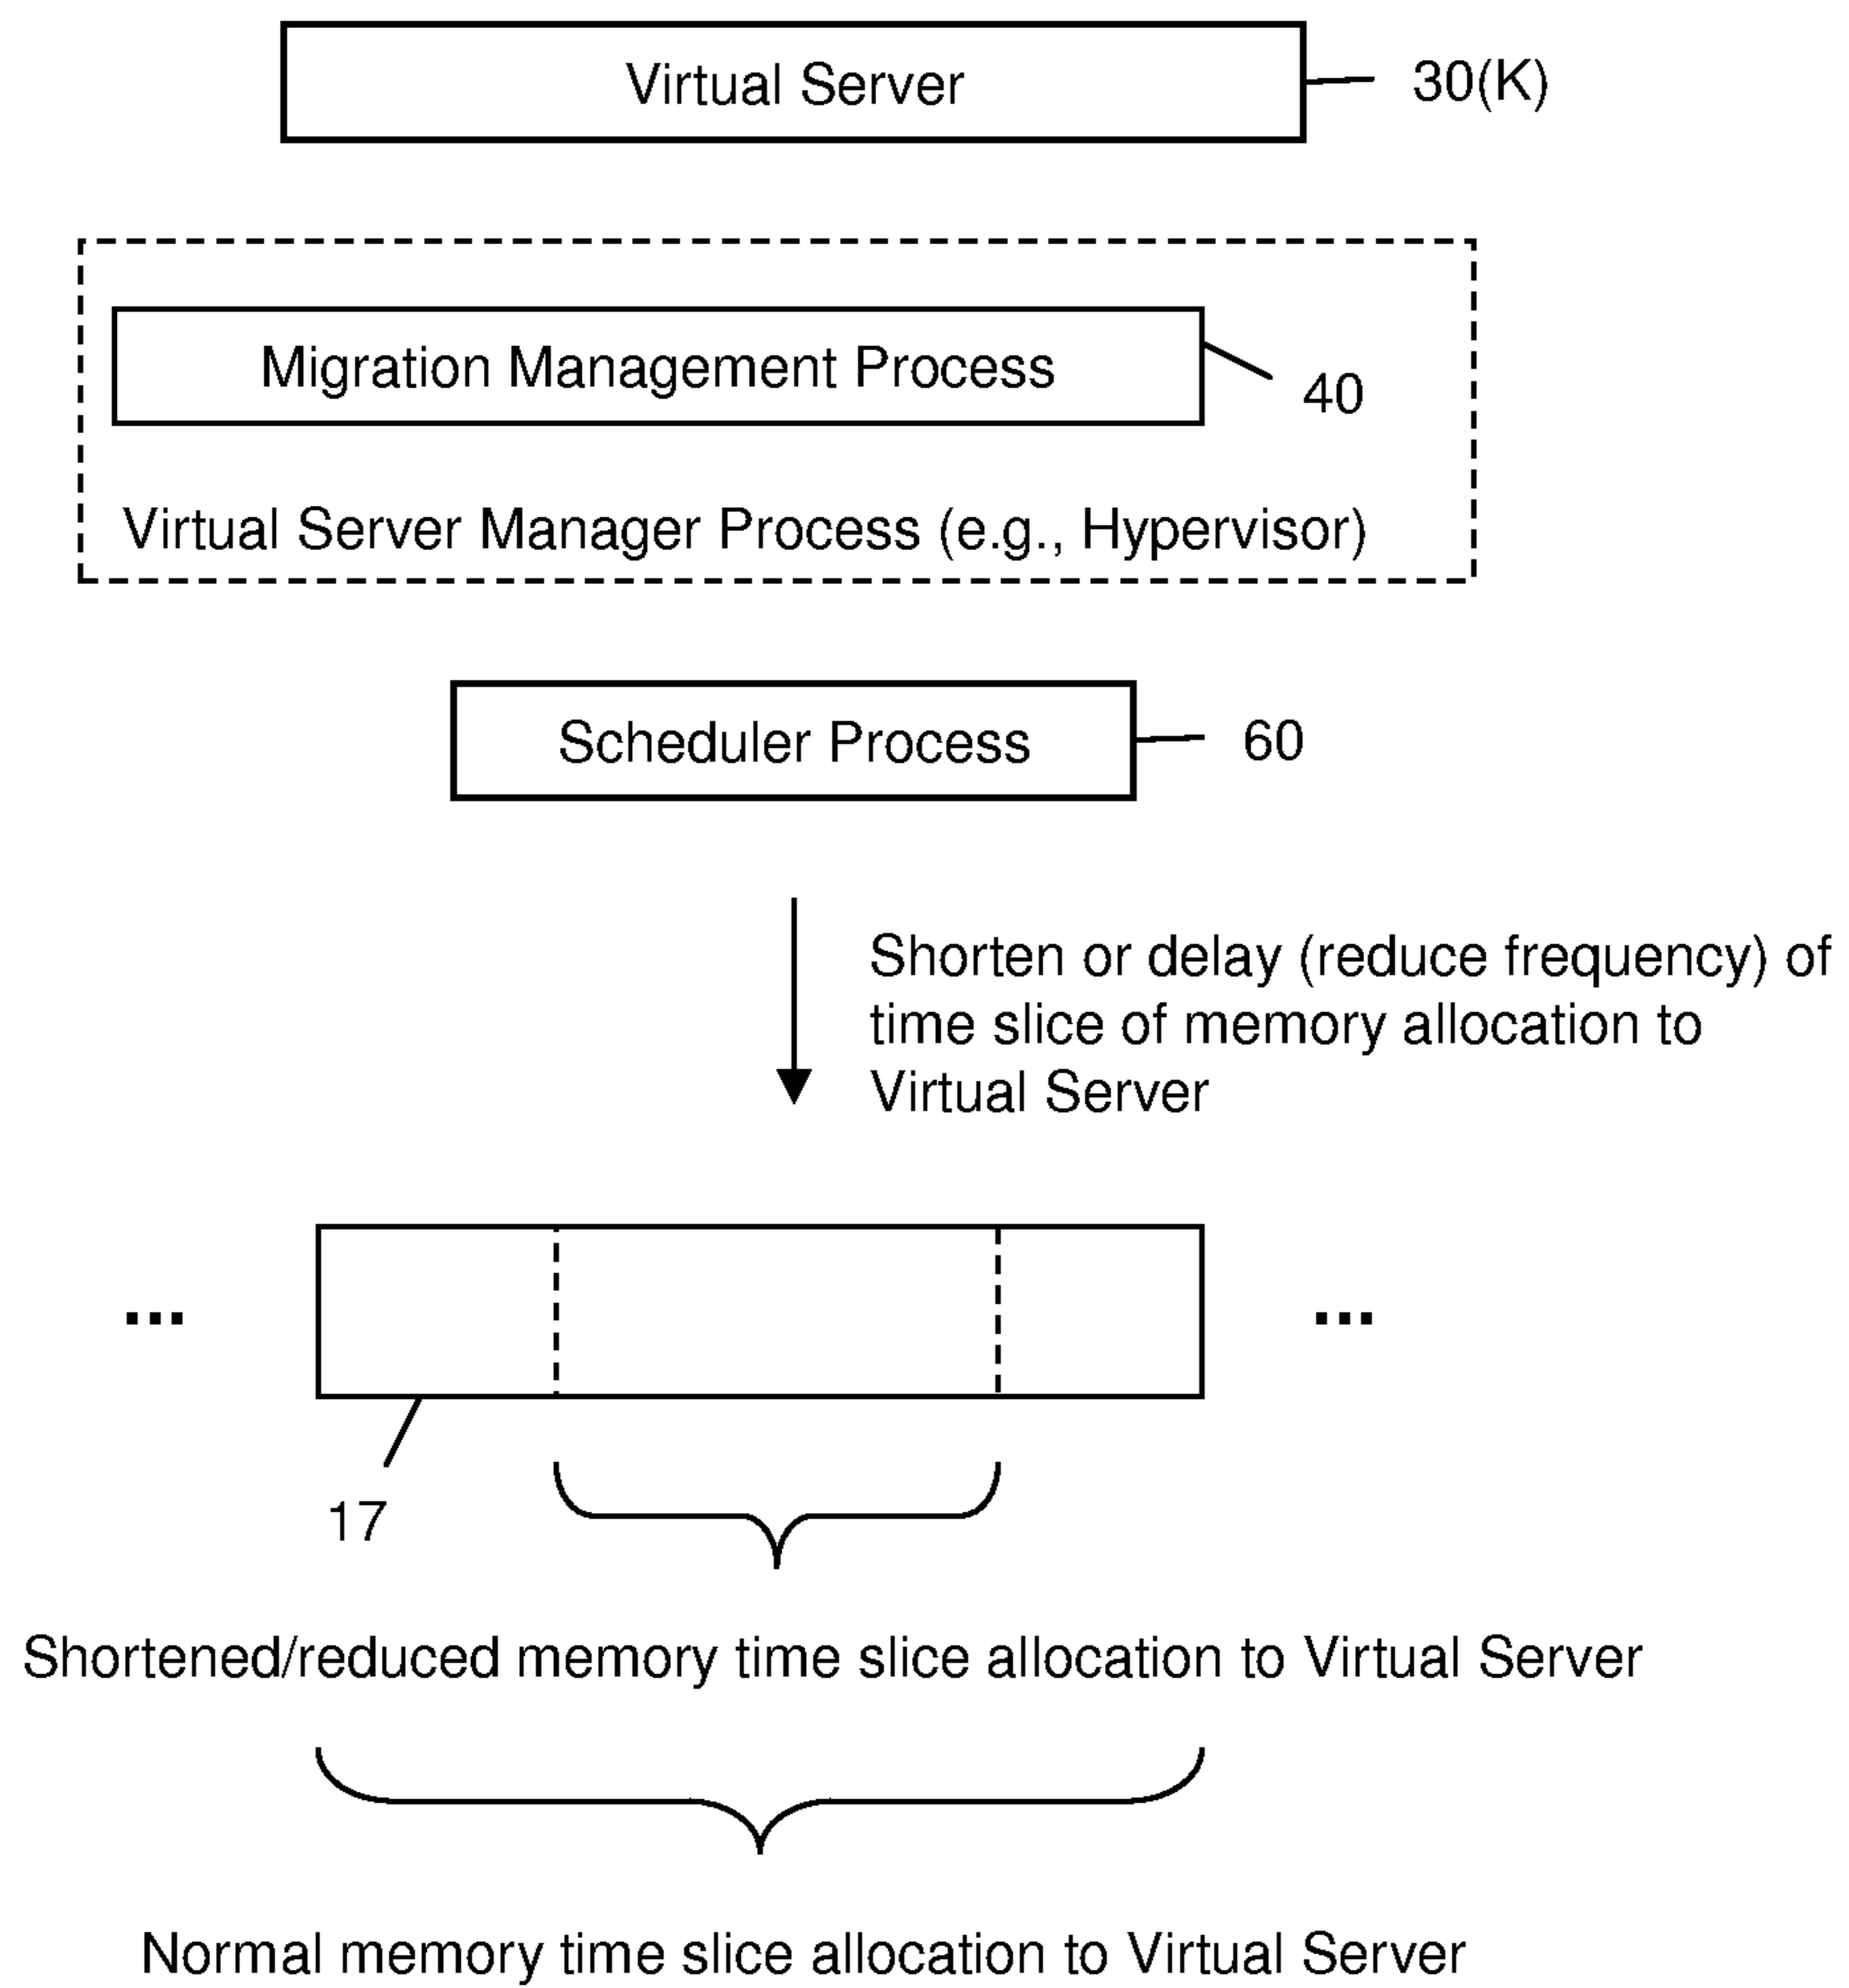 Virtual Server
30(K)
Migration Management Process
40
Virtual Server Manager Process (e.g., Hypervisor)
Scheduler Process
60
Shorten or delay (reduce frequency) of
time slice of memory allocation to
Virtual Server
...
...
17
Shortened/reduced memory time slice allocation to Virtual Server
Normal memory time slice allocation to Virtual Server